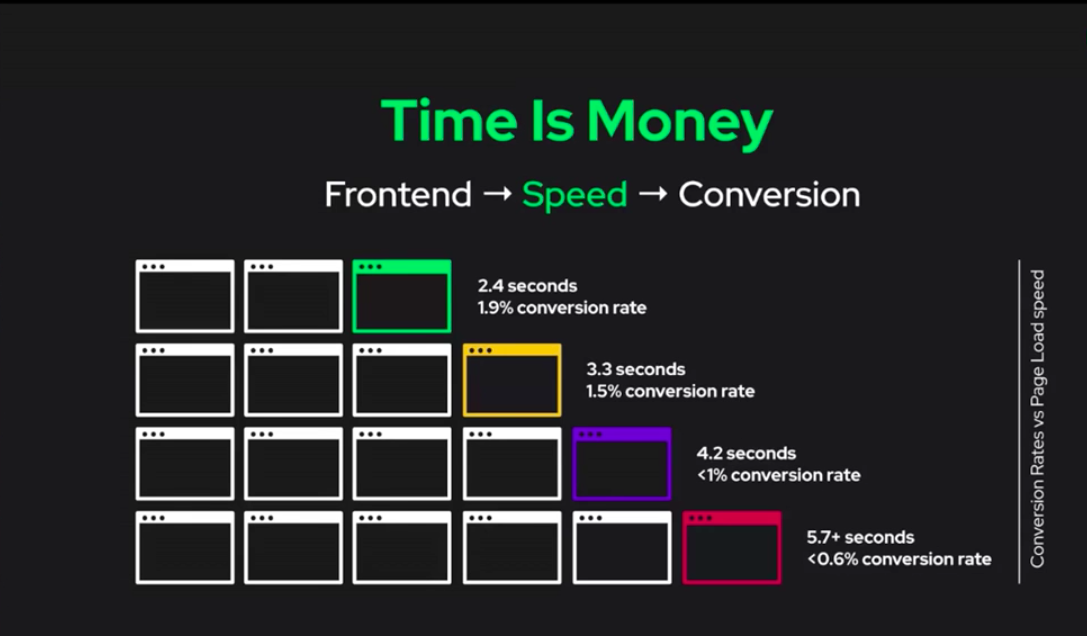 Time Is Money
Frontend → Speed → Conversion
2.4 seconds
1.9% conversion rate
3.3 seconds
1.5% conversion rate
4.2 seconds
<1% conversion rate
5.7+ seconds
<0.6% conversion rate
Conversion Rates vs Page Load speed